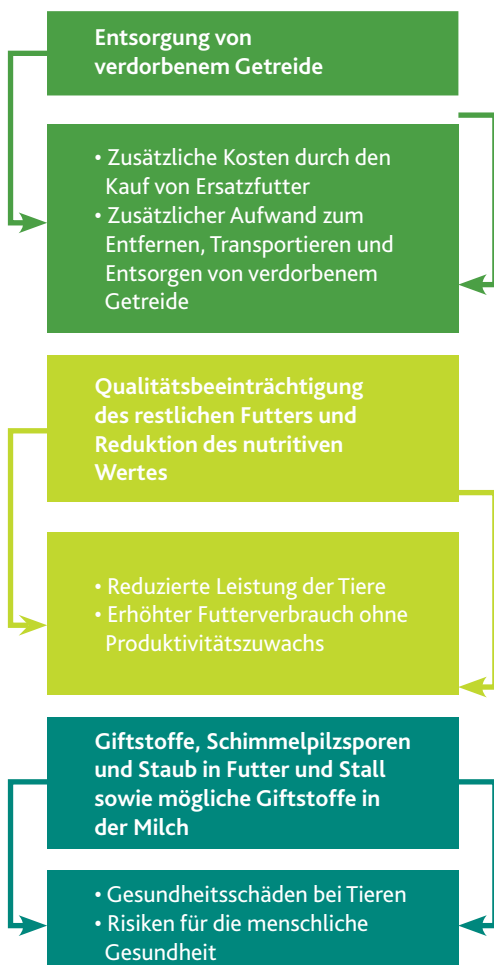 Entsorgung von
verdorbenem Getreide
• Zusätzliche Kosten durch den
Kauf von Ersatzfutter
• Zusätzlicher Aufwand zum
Entfernen, Transportieren und
Entsorgen von verdorbenem
Getreide
Qualitätsbeeinträchtigung
des restlichen Futters und
Reduktion des nutritiven
Wertes
• Reduzierte Leistung der Tiere
• Erhöhter Futterverbrauch ohne
Produktivitätszuwachs
Giftstoffe, Schimmelpilzsporen
und Staub in Futter und Stall
sowie mögliche Giftstoffe in
der Milch
• Gesundheitsschäden bei Tieren
• Risiken für die menschliche
Gesundheit